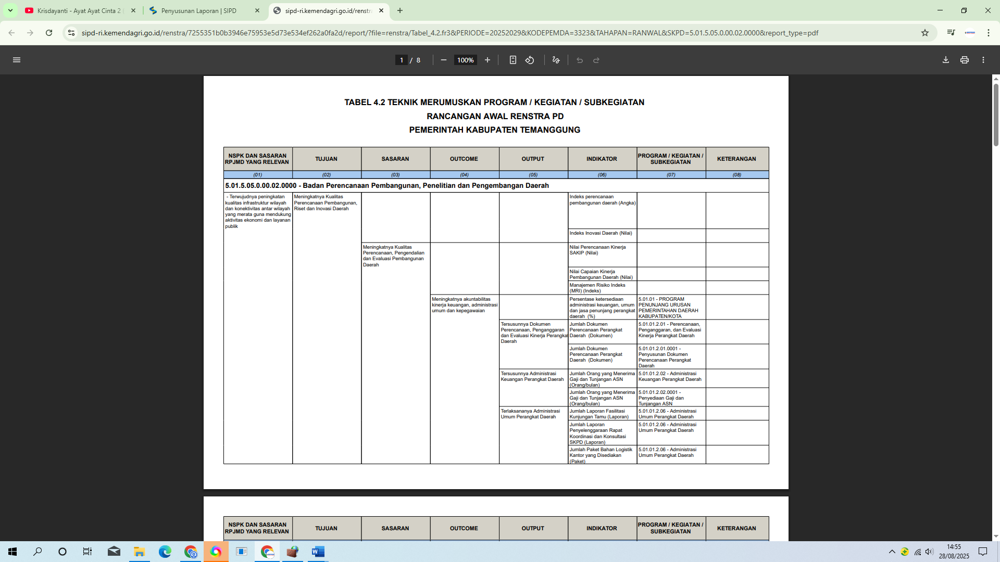 Krisdayanti - Ayat Ayat Cinta 2
Penyusunan Laporan | SIPD
sipd-ri.kemendagri.go.id/renstra
sipd-ri.kemendagri.go.id/renstra/7255351b0b3946e75953e5d73e534ef262a0fa2d/report/?file=renstra/Tabel_4.2.fr3&PERIODE=20252029&KODEPEMDA=3323&TAHAPAN=RANWAL&SKPD=5.01.5.05.0.00.02.0000&report_type=pdf
1 / 8
100%
TABEL 4.2 TEKNIK MERUMUSKAN PROGRAM / KEGIATAN / SUBKEGIATAN
RANCANGAN AWAL RENSTRA PD
PEMERINTAH KABUPATEN TEMANGGUNG
NSPK DAN SASARAN
RPJMD YANG RELEVAN
TUJUAN
SASARAN
OUTCOME
OUTPUT
INDIKATOR
PROGRAM / KEGIATAN /
SUBKEGIATAN
KETERANGAN
(01)
(02)
(03)
(04)
(05)
(06)
(07)
(08)
5.01.5.05.0.00.02.0000 - Badan Perencanaan Pembangunan, Penelitian dan Pengembangan Daerah
- Terwujudnya peningkatan
kualitas infrastruktur wilayah
dan konektivitas antar wilayah
yang merata guna mendukung
aktivitas ekonomi dan layanan
publik
Meningkatnya Kualitas
Perencanaan Pembangunan,
Riset dan Inovasi Daerah
Indeks perencanaan
pembangunan daerah (Angka)
Indeks Inovasi Daerah (Nilai)
Meningkatnya Kualitas
Perencanaan, Pengendalian
dan Evaluasi Pembangunan
Daerah
Nilai Perencanaan Kinerja
SAKIP (Nilai)
Nilai Capaian Kinerja
Pembangunan Daerah (Nilai)
Manajemen Risiko Indeks
(MRI) (Indeks)
Meningkatnya akuntabilitas
kinerja keuangan, administrasi
umum dan kepegawaian
Persentase ketersediaan
administrasi keuangan, umum
dan jasa penunjang perangkat
daerah (%)
5.01.01 - PROGRAM
PENUNJANG URUSAN
PEMERINTAHAN DAERAH
KABUPATEN/KOTA
Tersusunnya Dokumen
Perencanaan, Penganggaran
dan Evaluasi Kinerja Perangkat
Daerah
Jumlah Dokumen
Perencanaan Perangkat
Daerah (Dokumen)
5.01.01.2.01 - Perencanaan,
Penganggaran, dan Evaluasi
Kinerja Perangkat Daerah
Jumlah Dokumen
Perencanaan Perangkat
Daerah (Dokumen)
5.01.01.2.01.0001 -
Penyusunan Dokumen
Perencanaan Perangkat
Daerah
Tersusunnya Administrasi
Keuangan Perangkat Daerah
Jumlah Orang yang Menerima
Gaji dan Tunjangan ASN
(Orang/bulan)
5.01.01.2.02 - Administrasi
Keuangan Perangkat Daerah
Jumlah Orang yang Menerima
Gaji dan Tunjangan ASN
(Orang/bulan)
5.01.01.2.02.0001 -
Penyediaan Gaji dan
Tunjangan ASN
Terlaksananya Administrasi
Umum Perangkat Daerah
Jumlah Laporan Fasilitasi
Kunjungan Tamu (Laporan)
5.01.01.2.06 - Administrasi
Umum Perangkat Daerah
Jumlah Laporan
Penyelenggaraan Rapat
Koordinasi dan Konsultasi
SKPD (Laporan)
5.01.01.2.06 - Administrasi
Umum Perangkat Daerah
Jumlah Paket Bahan Logistik
Kantor yang Disediakan
(Paket)
5.01.01.2.06 - Administrasi
Umum Perangkat Daerah
NSPK DAN SASARAN
RPJMD YANG RELEVAN
TUJUAN
SASARAN
OUTCOME
OUTPUT
INDIKATOR
PROGRAM / KEGIATAN /
SUBKEGIATAN
KETERANGAN
14:55
28/08/2025